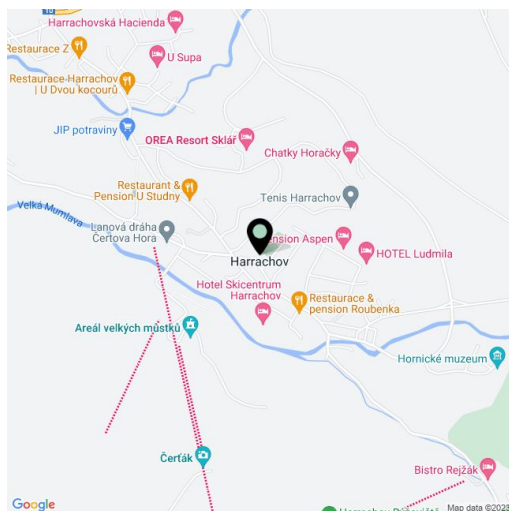 10
Harrachovská Hacienda
Restaurace Z
U Supa
Restaurace-Harrachov
| U Dvou kocourů
JIP potraviny
OREA Resort Sklář
Chatky Horačky
Restaurant &
Pension U Studny
Tenis Harrachov
Velká Mumlava
Lanová dráha
Čertova Hora
Pension Aspen
HOTEL Ludmila
Harrachov
Hotel Skicentrum
Harrachov
Restaurace &
pension Roubenka
Areál velkých můstků
Hornické muzeum
Čerťák
Bistro Rejžák
Google
Map data ©2023